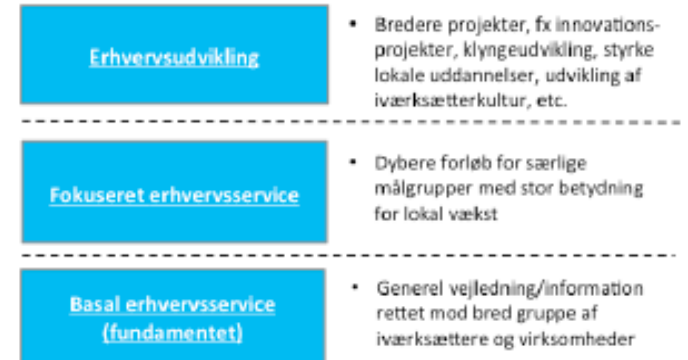 Erhvervsudvikling
• Bredere projekter, fx innovations-
projekter, klyngeudvikling, styrke
lokale uddannelser, udvikling af
iværksætterkultur, etc.
Fokuseret erhvervsservice
• Dybere forløb for særlige
målgrupper med stor betydning
for lokal vækst
Basal erhvervsservice
(fundamentet)
• Generel vejledning/information
rettet mod bred gruppe af
iværksættere og virksomheder